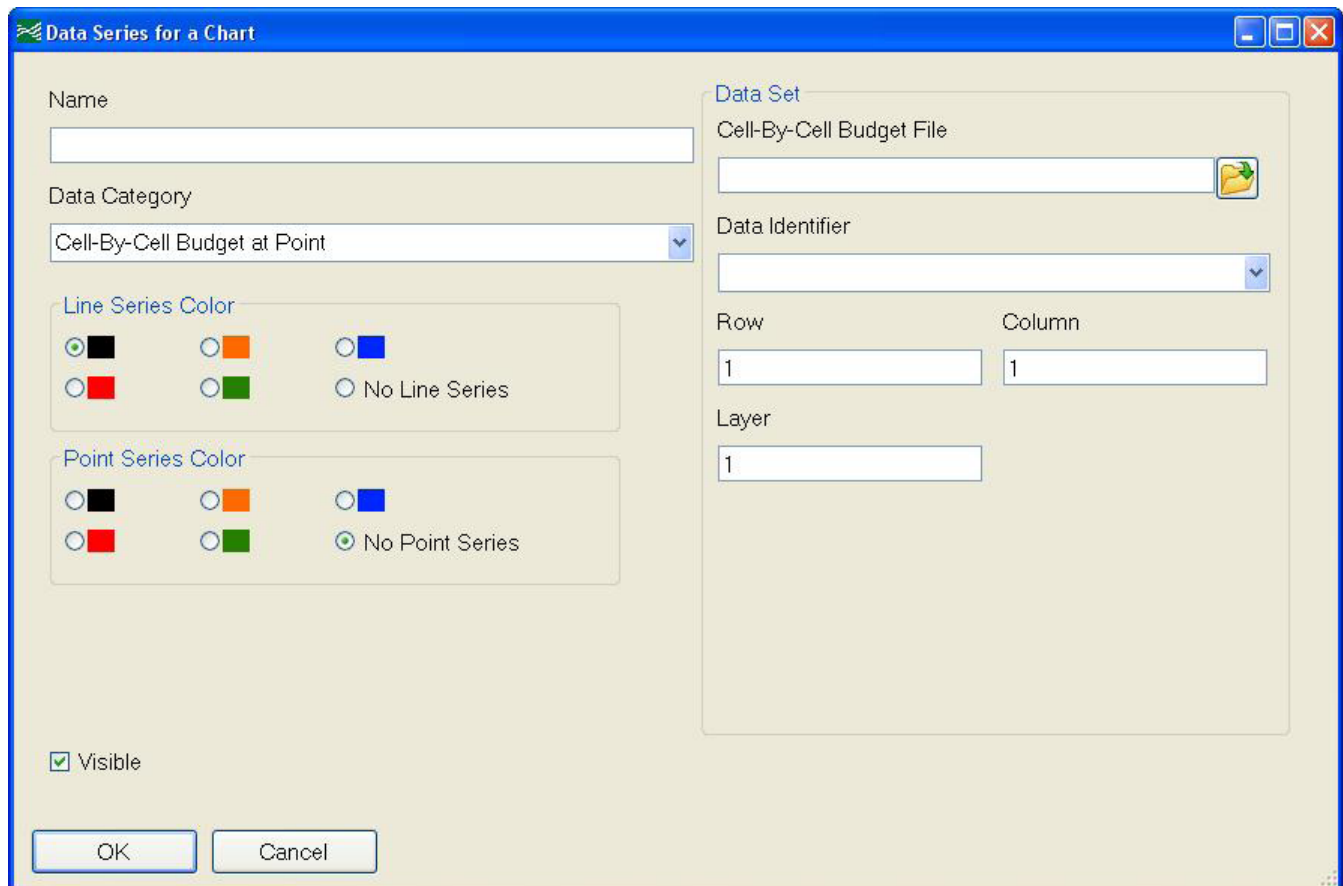 Data Series for a Chart
Name
Data Category
Cell-By-Cell Budget at Point
Line Series Color
No Line Series
Point Series Color
No Point Series
Visible
OK Cancel
Data Set
Cell-By-Cell Budget File
Data Identifier
Row Column
1 1
Layer
1